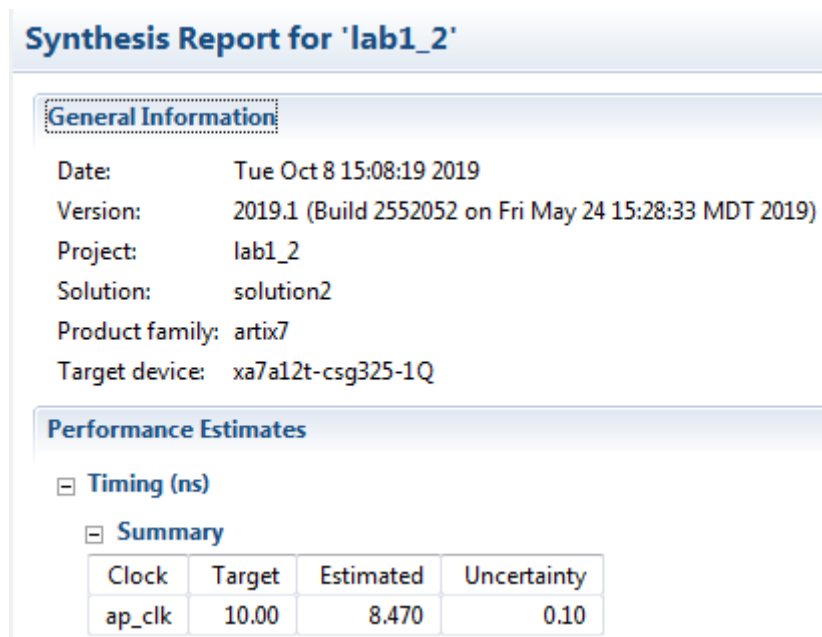 Synthesis Report for 'lab1_2'
General Information
Date: Tue Oct 8 15:08:19 2019
Version: 2019.1 (Build 2552052 on Fri May 24 15:28:33 MDT 2019)
Project: lab1_2
Solution: solution2
Product family: artix7
Target device: xa7a12t-csg325-1Q
Performance Estimates
Timing (ns)
Summary
Clock Target Estimated Uncertainty
ap_clk 10.00 8.470 0.10